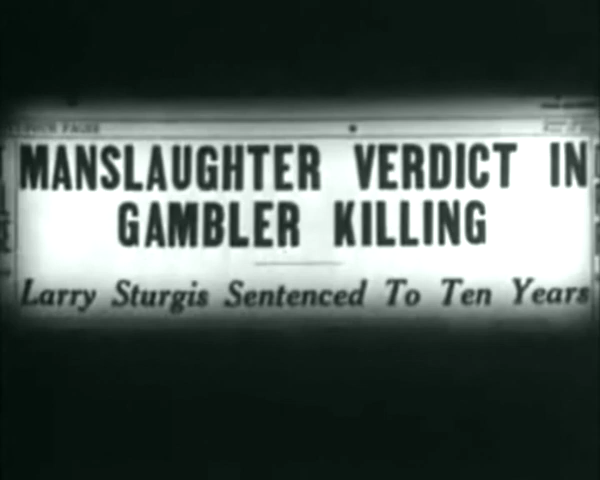 MANSLAUGHTER VERDICT IN
GAMBLER KILLING
Larry Sturgis Sentenced To Ten Years